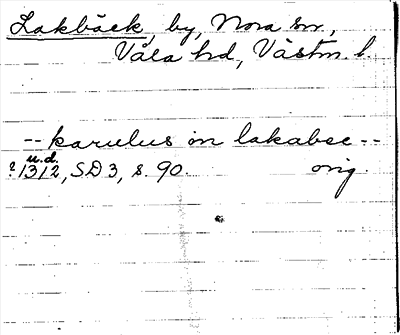 Lakbäck, by, Nora sn,
Våla hd, Västm. l.
-- karulus in lakabec --
u.d.
?1312, SD 3, s. 90. orig.